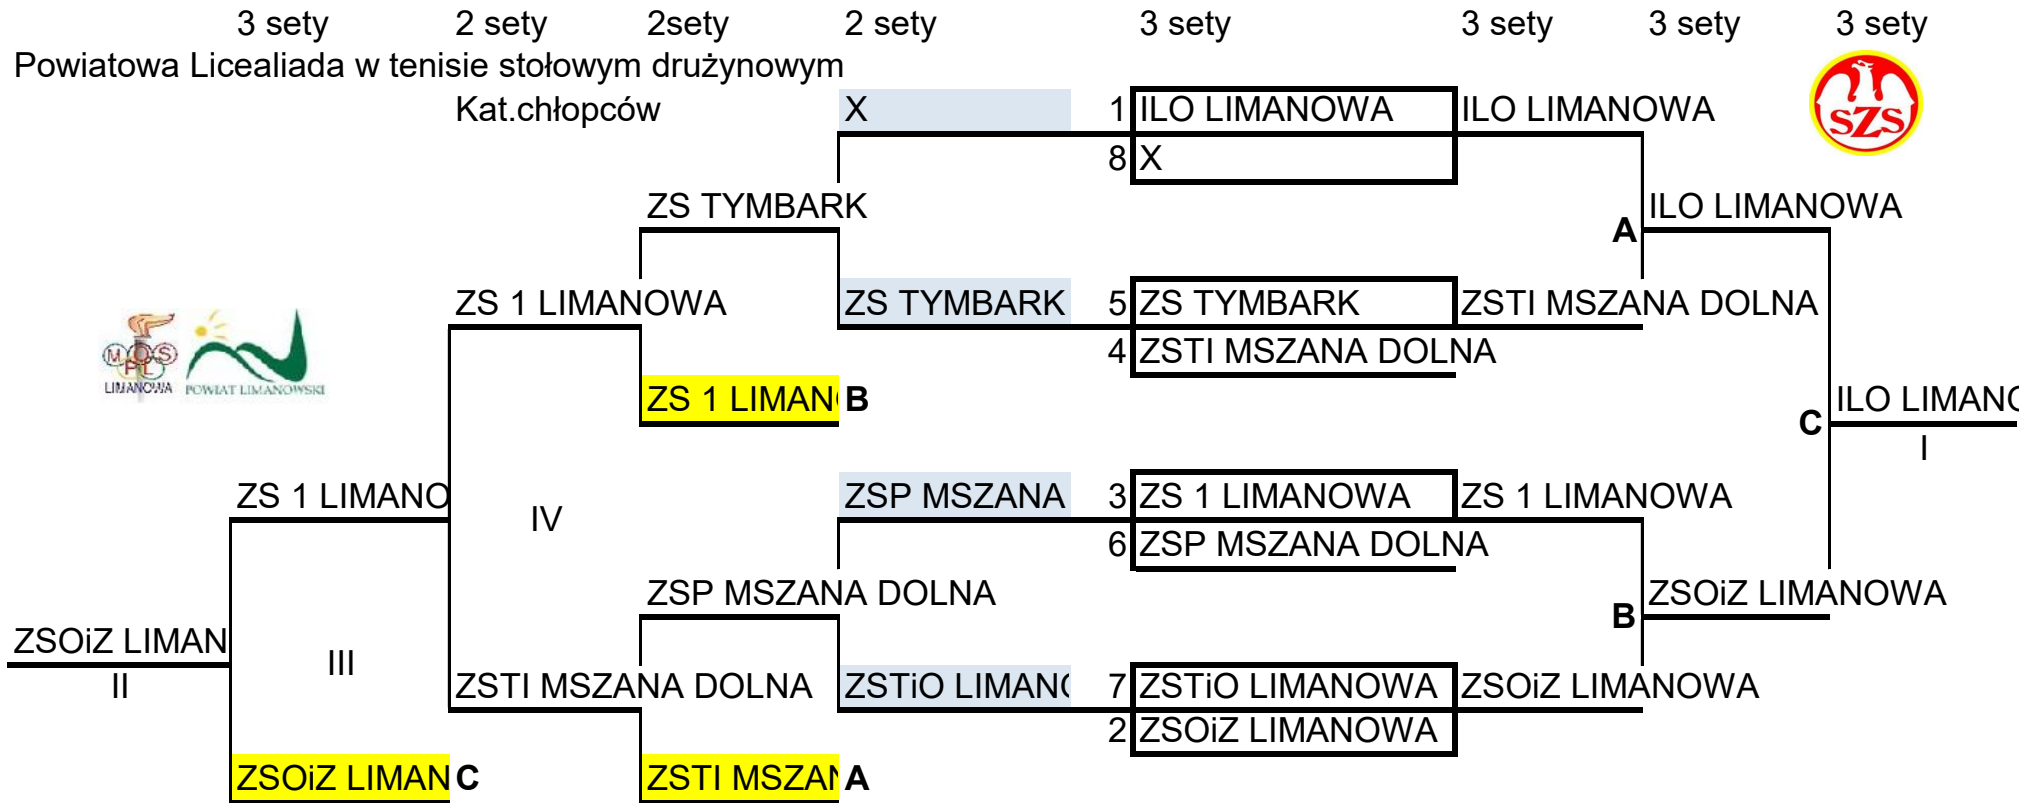 3 sety 2 sety 2sety 2 sety 3 sety 3 sety 3 sety 3 sety
Powiatowa Licealiada w tenisie stołowym drużynowym
Kat.chłopców X 1 ILO LIMANOWA ILO LIMANOWA
SZS
8 X
ZS TYMBARK ILO LIMANOWA
A
ZS 1 LIMANOWA ZS TYMBARK 5 ZS TYMBARK ZSTI MSZANA DOLNA
4 ZSTI MSZANA DOLNA
MOS
PL
LIMANOWA POWIAT LIMANOWSKI
ZS 1 LIMANO B ILO LIMANO
C
I
ZS 1 LIMANO ZSP MSZANA 3 ZS 1 LIMANOWA ZS 1 LIMANOWA
IV
6 ZSP MSZANA DOLNA
ZSP MSZANA DOLNA ZSOiZ LIMANOWA
B
ZSOiZ LIMAN
III
II
ZSTI MSZANA DOLNA ZSTiO LIMANO 7 ZSTiO LIMANOWA ZSOiZ LIMANOWA
2 ZSOiZ LIMANOWA
ZSOiZ LIMAN C ZSTI MSZAN A